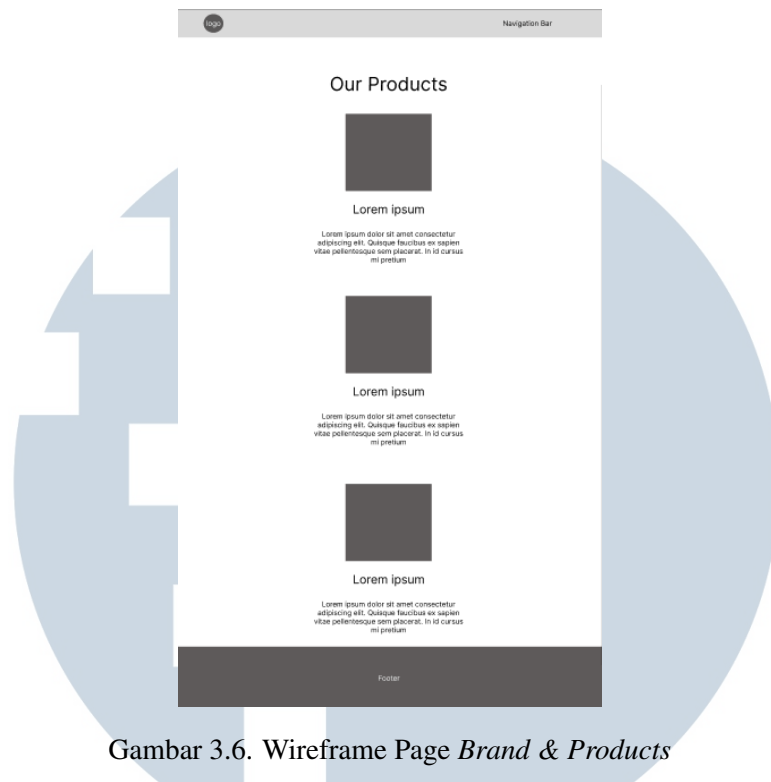 logo
Navigation Bar
Our Products
Lorem ipsum
Lorem ipsum dolor sit amet consectetur
adipiscing elit. Quisque faucibus ex sapien
vitae pellentesque sem placerat. In id cursus
mi pretium
Lorem ipsum
Lorem ipsum dolor sit amet consectetur
adipiscing elit. Quisque faucibus ex sapien
vitae pellentesque sem placerat. In id cursus
mi pretium
Lorem ipsum
Lorem ipsum dolor sit amet consectetur
adipiscing elit. Quisque faucibus ex sapien
vitae pellentesque sem placerat. In id cursus
mi pretium
Footer
Gambar 3.6. Wireframe Page Brand & Products